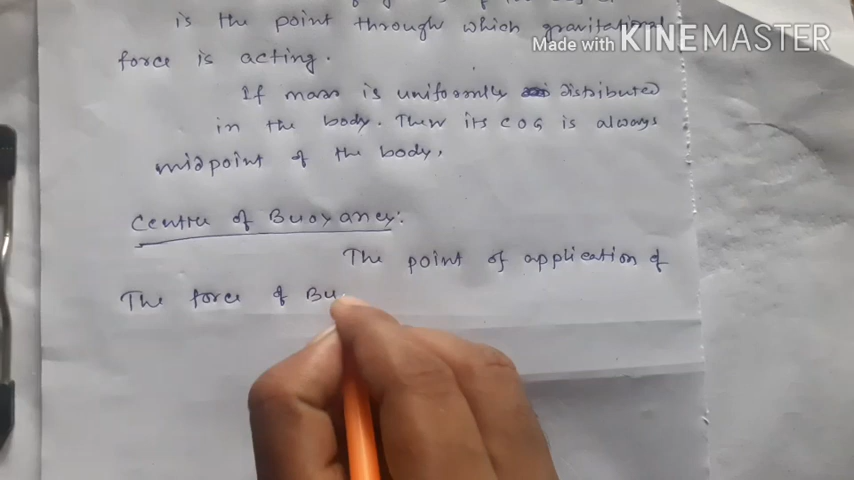 is the point through which gravitational
Made with KINEMASTER
force is acting.
If mass is uniformly distributed
in the body. Then its COG is always
midpoint of the body.
Centre of Buoyancy:
The point of application of
The force of Bu